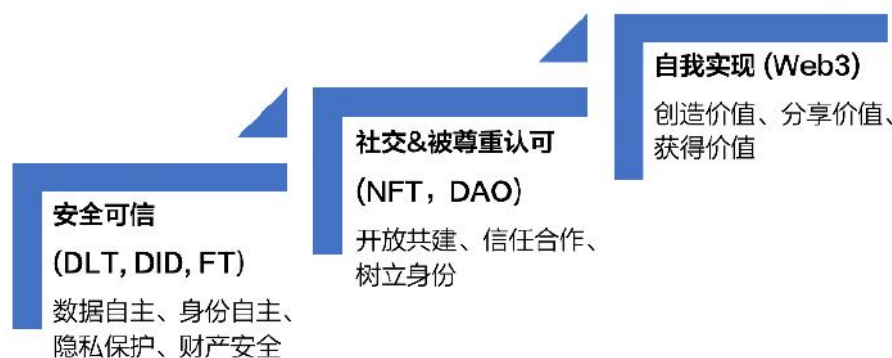 自我实现 (Web3)
创造价值、分享价值、
获得价值
社交&被尊重认可
(NFT，DAO)
开放共建、信任合作、
树立身份
安全可信
(DLT, DID, FT)
数据自主、身份自主、
隐私保护、财产安全